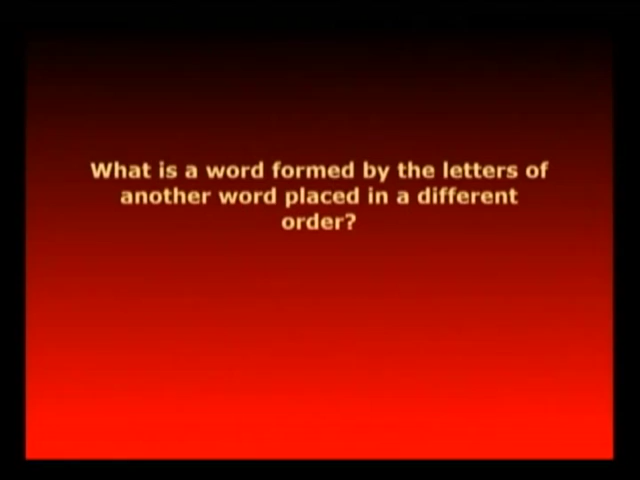 What is a word formed by the letters of
another word placed in a different
order?